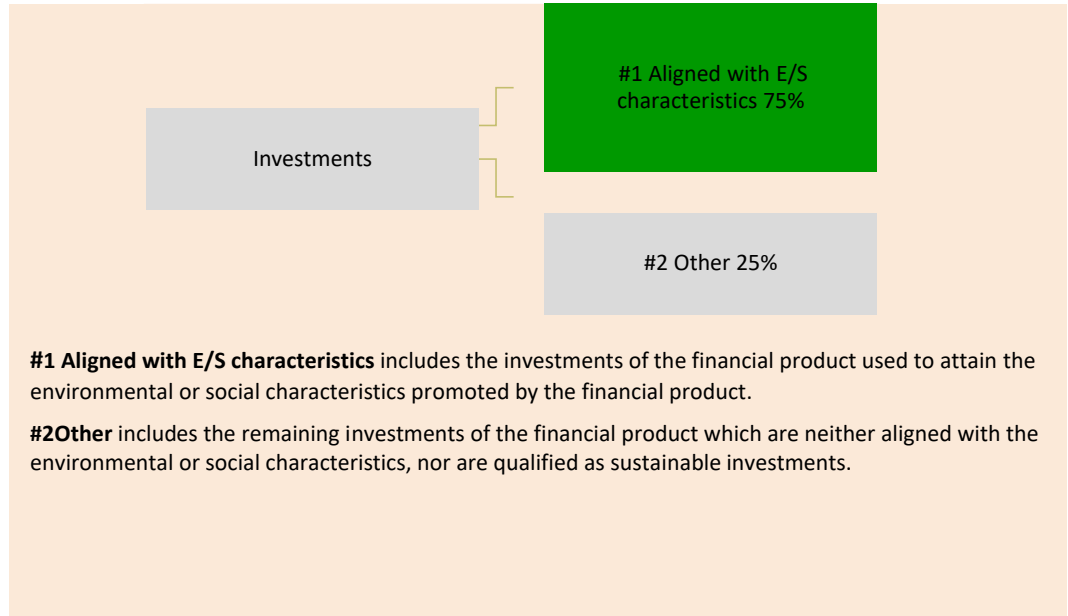 #1 Aligned with E/S
characteristics 75%
Investments
#2 Other 25%
#1 Aligned with E/S characteristics includes the investments of the financial product used to attain the
environmental or social characteristics promoted by the financial product.
#2Other includes the remaining investments of the financial product which are neither aligned with the
environmental or social characteristics, nor are qualified as sustainable investments.